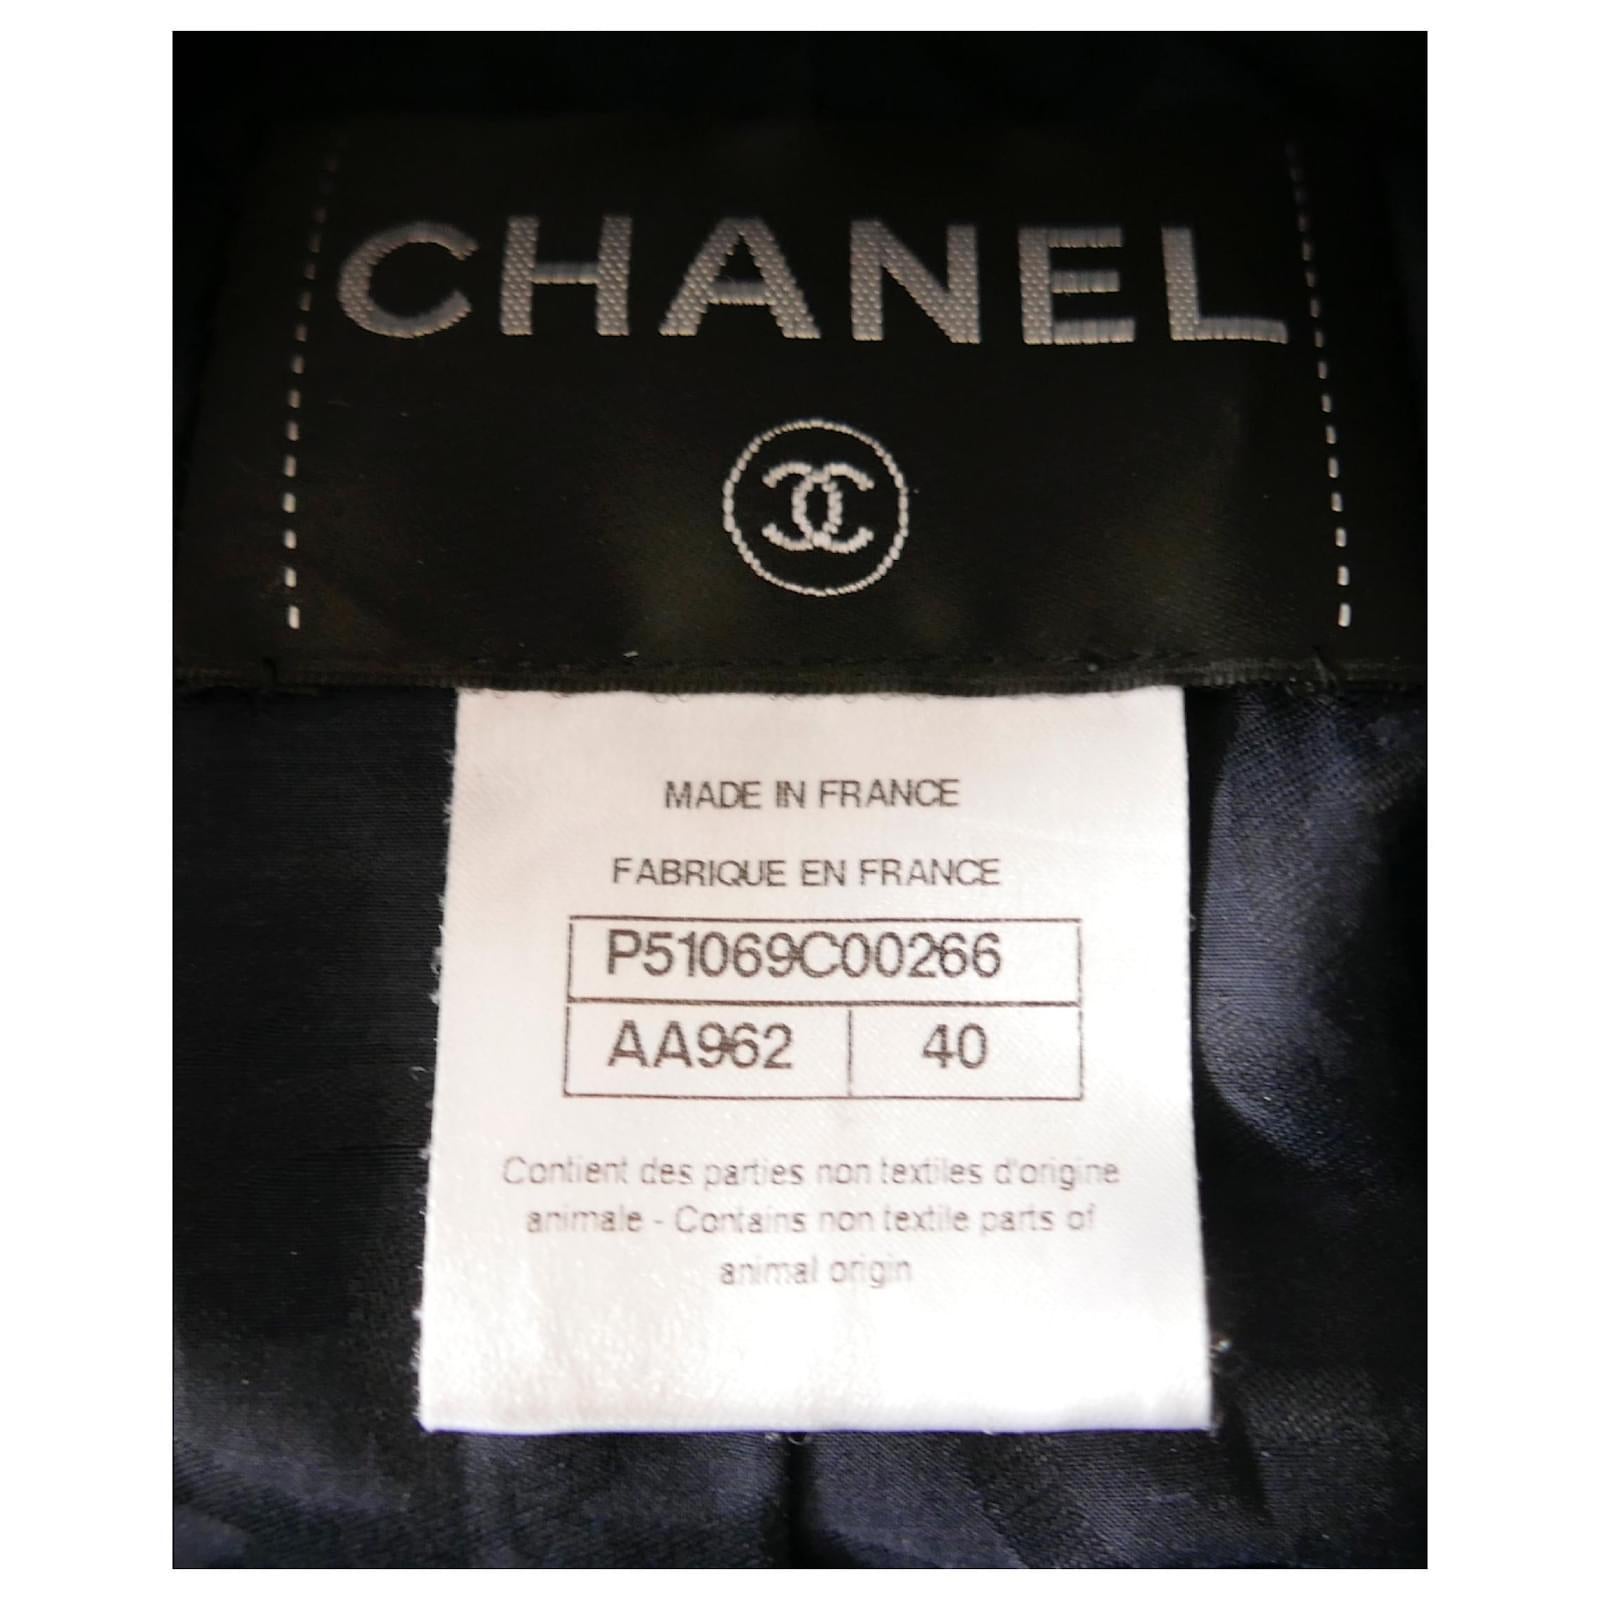 CHANEL
MADE IN FRANCE
FABRIQUE EN FRANCE
P51069C00266
AA962 40
Contient des parties non textiles d'origine
animale - Contains non textile parts of
animal origin